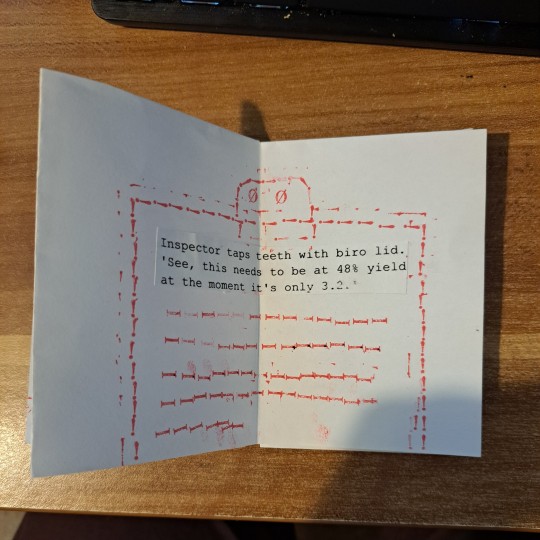 Ø Ø
Inspector taps teeth with biro lid.
'See, this needs to be at 48% yield
at the moment it's only 3.2.'